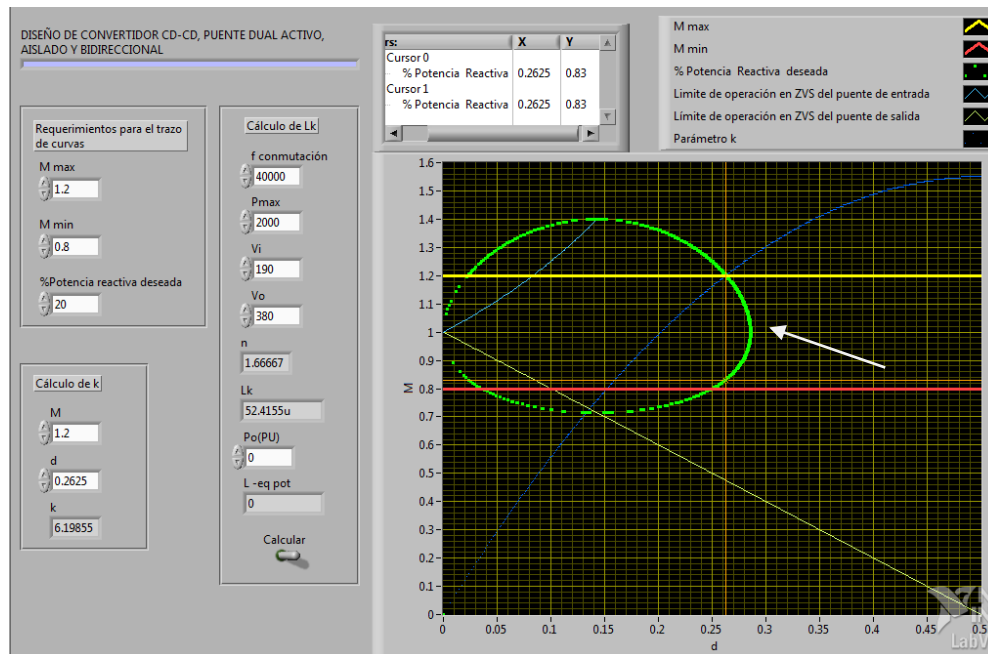 DISEÑO DE CONVERTIDOR CD-CD, PUENTE DUAL ACTIVO,
AISLADO Y BIDIRECCIONAL
Requerimientos para el trazo
de curvas
M max
1.2
M min
0.8
%Potencia reactiva deseada
20
Cálculo de k
M
1.2
d
0.2625
k
6.19855
Cálculo de Lk
f conmutación
40000
Pmax
2000
Vi
190
Vo
380
n
1.66667
Lk
52.4155u
Po(PU)
0
L -eq pot
0
Calcular
rs: X Y
Cursor 0
% Potencia Reactiva 0.2625 0.83
Cursor 1
% Potencia Reactiva 0.2625 0.83
M max
M min
% Potencia Reactiva deseada
Limite de operación en ZVS del puente de entrada
Límite de operación en ZVS del puente de salida
Parámetro k
1.6
1.5
1.4
1.3
1.2
1.1
1
0.9
0.8
0.7
0.6
0.5
0.4
0.3
0.2
0.1
0
M
0 0.05 0.1 0.15 0.2 0.25 0.3 0.35 0.4 0.45 0.5
d